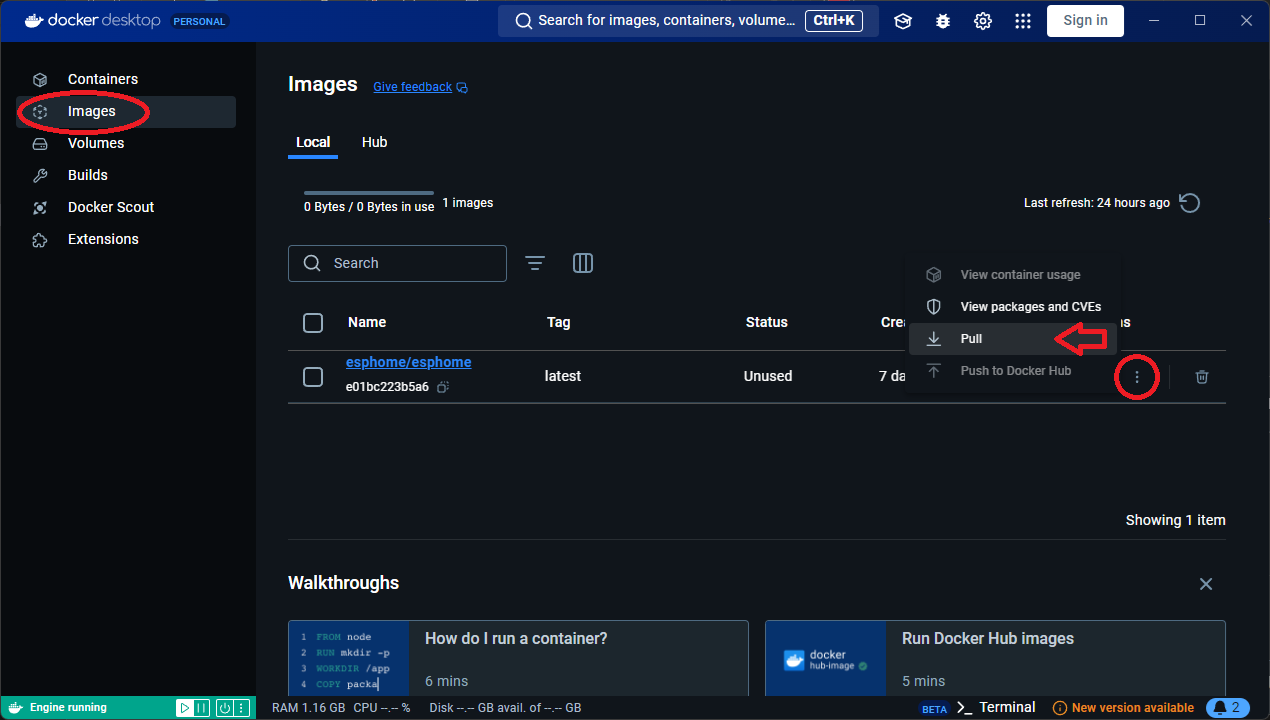 docker desktop PERSONAL
Search for images, containers, volume... Ctrl+K
Sign in
Containers
Images
Volumes
Builds
Docker Scout
Extensions
Images Give feedback
Local Hub
0 Bytes / 0 Bytes in use 1 images
Last refresh: 24 hours ago
Search
View container usage
View packages and CVEs
Pull
Push to Docker Hub
Name Tag Status Crea s
esphome/esphome
e01bc223b5a6
latest Unused 7 da
Showing 1 item
Walkthroughs
1 FROM node
2 RUN mkdir -p
3 WORKDIR /app
4 COPY packa
How do I run a container?
6 mins
docker
hub-image
Run Docker Hub images
5 mins
Engine running
RAM 1.16 GB CPU --.-- % Disk --.-- GB avail. of --.-- GB
BETA >_ Terminal
New version available
2